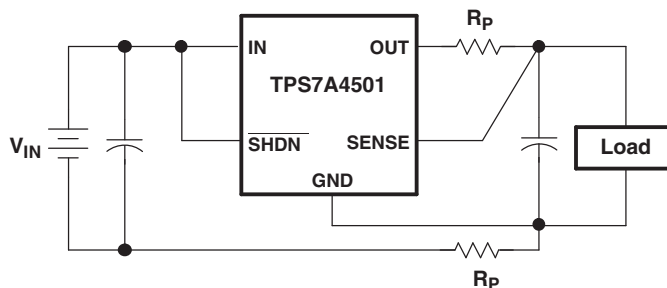 R_P
IN OUT
TPS7A4501
V_IN
SHDN SENSE
Load
GND
R_P